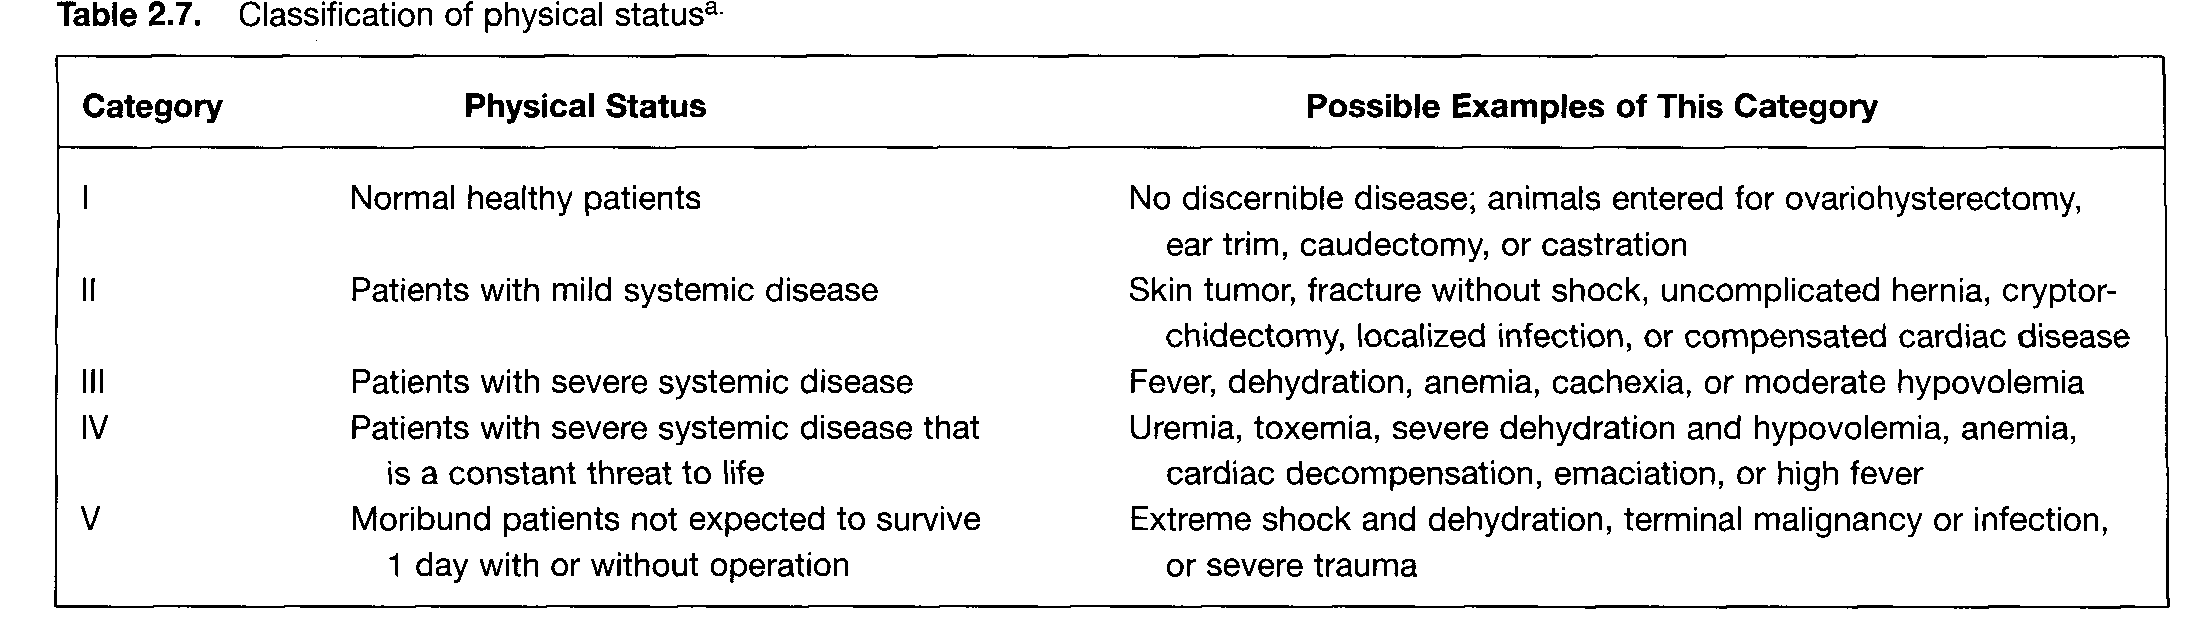 Table 2.7. Classification of physical statusa.
Category Physical Status Possible Examples of This Category
I Normal healthy patients No discernible disease; animals entered for ovariohysterectomy,
ear trim, caudectomy, or castration
II Patients with mild systemic disease Skin tumor, fracture without shock, uncomplicated hernia, cryptor-
chidectomy, localized infection, or compensated cardiac disease
III Patients with severe systemic disease Fever, dehydration, anemia, cachexia, or moderate hypovolemia
IV Patients with severe systemic disease that Uremia, toxemia, severe dehydration and hypovolemia, anemia,
is a constant threat to life cardiac decompensation, emaciation, or high fever
V Moribund patients not expected to survive Extreme shock and dehydration, terminal malignancy or infection,
1 day with or without operation or severe trauma